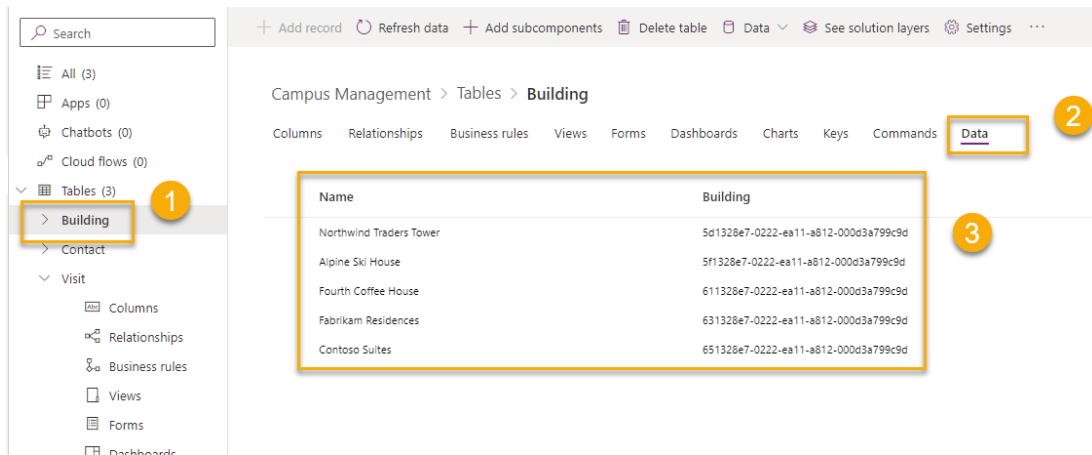 Search
Add record Refresh data Add subcomponents Delete table Data See solution layers Settings ...
All (3)
Apps (0)
Chatbots (0)
Cloud flows (0)
Tables (3)
Building
Contact
Visit
Columns
Relationships
Business rules
Views
Forms
Dashboards
1
Campus Management > Tables > Building
Columns Relationships Business rules Views Forms Dashboards Charts Keys Commands Data
2
Name Building
Northwind Traders Tower 5d1328e7-0222-ea11-a812-000d3a799c9d
Alpine Ski House 5f1328e7-0222-ea11-a812-000d3a799c9d
Fourth Coffee House 611328e7-0222-ea11-a812-000d3a799c9d
Fabrikam Residences 631328e7-0222-ea11-a812-000d3a799c9d
Contoso Suites 651328e7-0222-ea11-a812-000d3a799c9d
3